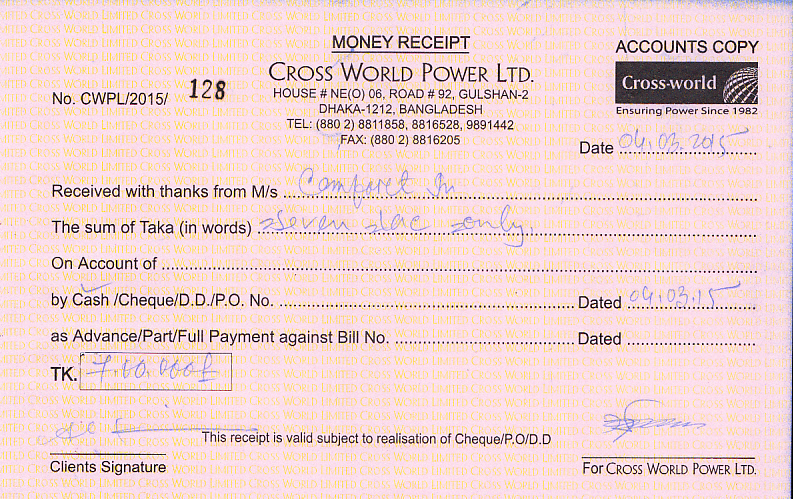 MONEY RECEIPT
ACCOUNTS COPY
CROSS WORLD POWER LTD.
Cross-world
Ensuring Power Since 1982
No. CWPL/2015/ 128
HOUSE # NE(O) 06, ROAD # 92, GULSHAN-2
DHAKA-1212, BANGLADESH
TEL: (880 2) 8811858, 8816528, 9891442
FAX: (880 2) 8816205
Date 04.03.2015
Received with thanks from M/s Comfort In
The sum of Taka (in words) Seven lac only.
On Account of
by Cash /Cheque/D.D./P.O. No. Dated 04.03.15
as Advance/Part/Full Payment against Bill No. Dated
TK. 7,00,000/=
This receipt is valid subject to realisation of Cheque/P.O/D.D
Clients Signature
For CROSS WORLD POWER LTD.